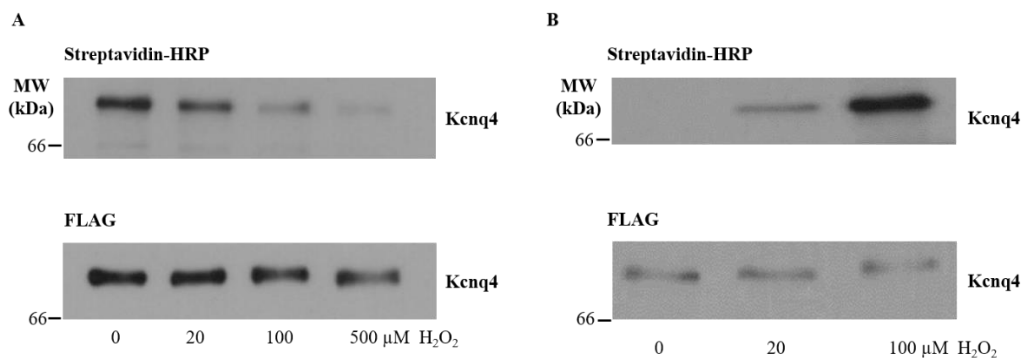 A
Streptavidin-HRP
MW
(kDa)
66
Kcnq4
FLAG
66
Kcnq4
0 20 100 500 µM H₂O₂
B
Streptavidin-HRP
MW
(kDa)
66
Kcnq4
FLAG
66
Kcnq4
0 20 100 µM H₂O₂